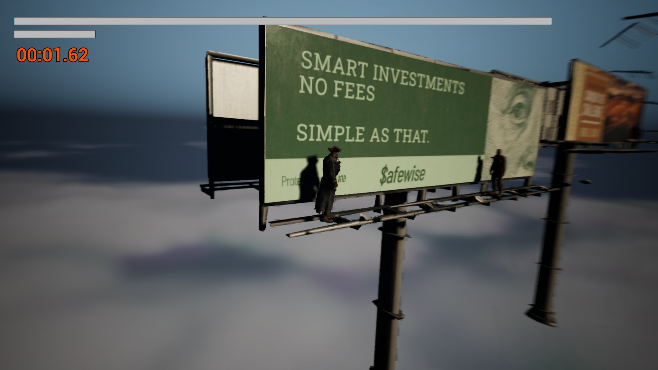 00:01.62
SMART INVESTMENTS
NO FEES
SIMPLE AS THAT.
$afewise